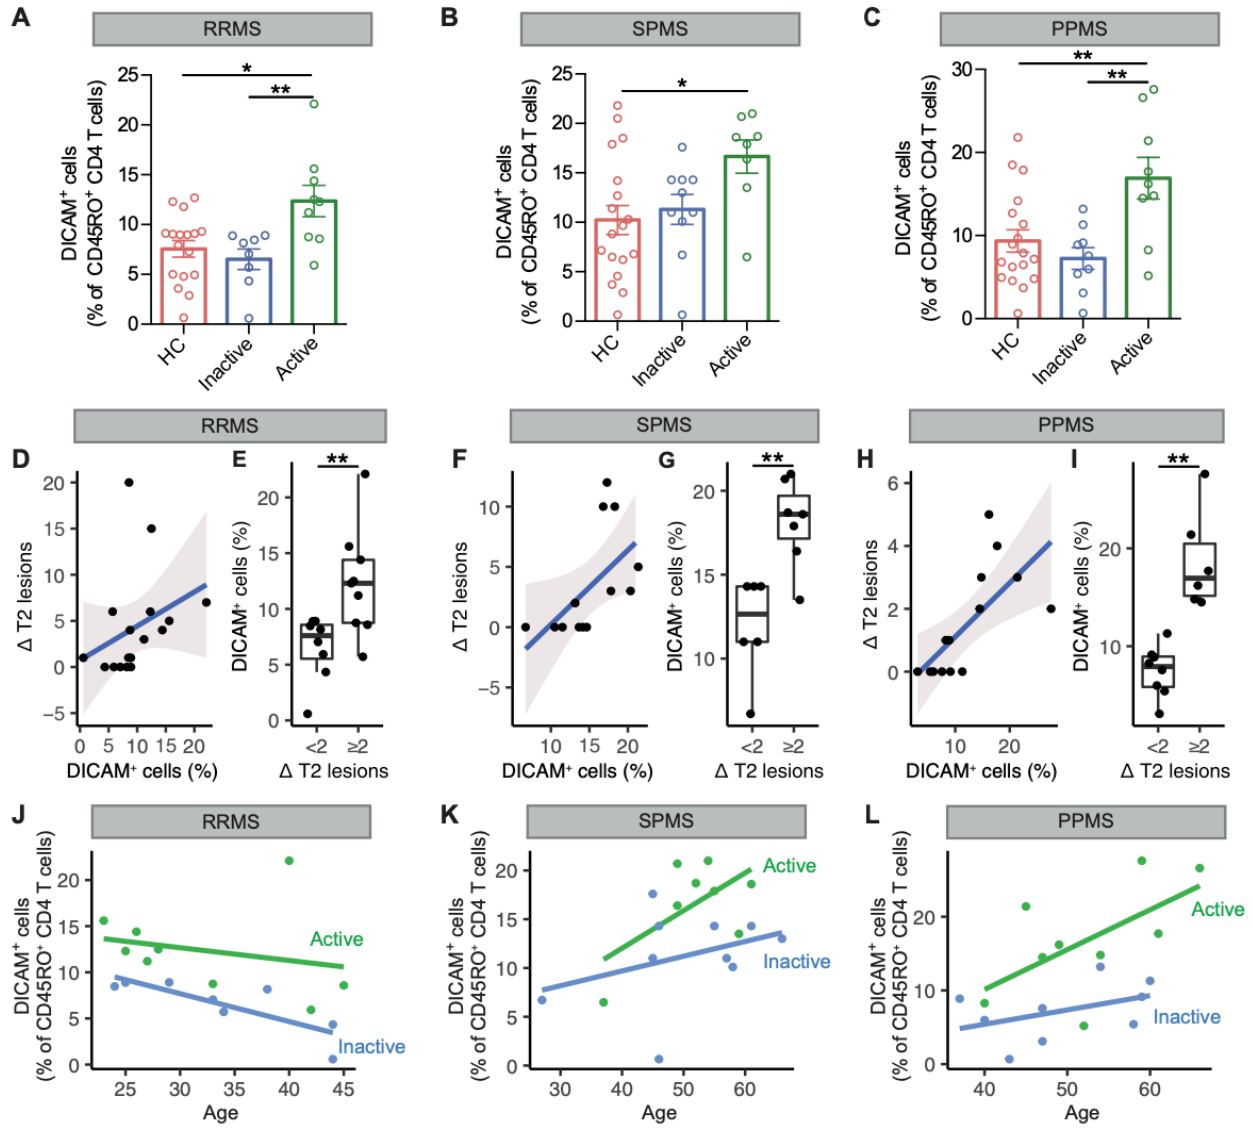 A
RRMS
DICAM⁺ cells
(% of CD45RO⁺ CD4 T cells)
25
20
15
10
5
0
*
**
HC
Inactive
Active
B
SPMS
DICAM⁺ cells
(% of CD45RO⁺ CD4 T cells)
25
20
15
10
5
0
*
HC
Inactive
Active
C
PPMS
DICAM⁺ cells
(% of CD45RO⁺ CD4 T cells)
30
20
10
0
**
**
HC
Inactive
Active
RRMS
D
Δ T2 lesions
20
15
10
5
0
−5
0 5 10 15 20
DICAM⁺ cells (%)
E
DICAM⁺ cells (%)
20
15
10
5
0
**
<2 ≥2
Δ T2 lesions
SPMS
F
Δ T2 lesions
10
5
0
−5
10 15 20
DICAM⁺ cells (%)
G
DICAM⁺ cells (%)
20
15
10
**
<2 ≥2
Δ T2 lesions
PPMS
H
Δ T2 lesions
6
4
2
0
10 20
DICAM⁺ cells (%)
I
DICAM⁺ cells (%)
20
10
**
<2 ≥2
Δ T2 lesions
J
RRMS
DICAM⁺ cells
(% of CD45RO⁺ CD4 T cells)
20
15
10
5
0
Active
Inactive
25 30 35 40 45
Age
K
SPMS
DICAM⁺ cells
(% of CD45RO⁺ CD4 T cells)
20
15
10
5
0
Active
Inactive
30 40 50 60
Age
L
PPMS
DICAM⁺ cells
(% of CD45RO⁺ CD4 T cells)
20
10
0
Active
Inactive
40 50 60
Age